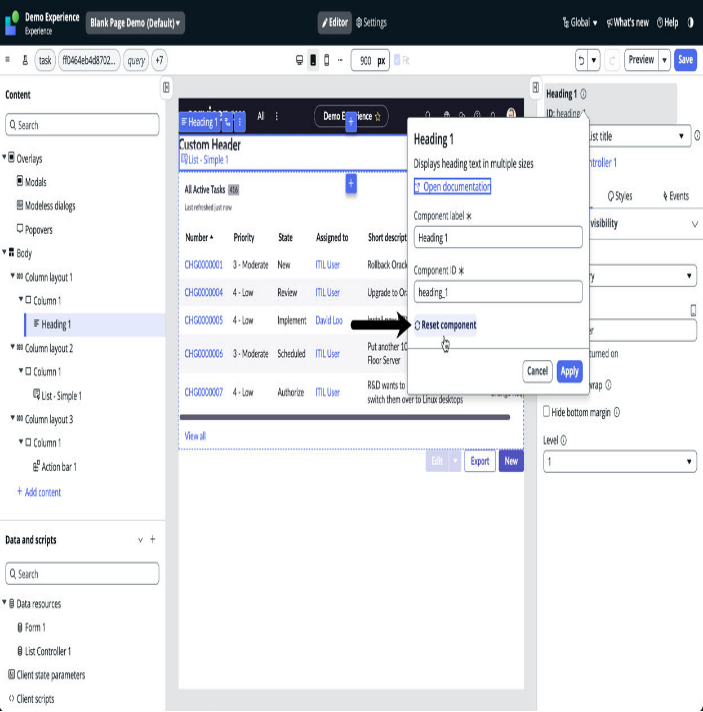 Demo Experience
Experience
Blank Page Demo (Default)
Editor
Settings
Global
What's new
Help
task
ff0464eb4d8702...
query
+7
900 px
Fit
Preview
Save
Content
Search
Overlays
Modals
Modeless dialogs
Popovers
Body
Column layout 1
Column 1
Heading 1
Column layout 2
Column 1
List - Simple 1
Column layout 3
Column 1
Action bar 1
+ Add content
Data and scripts
Search
Data resources
Form 1
List Controller 1
Client state parameters
Client scripts
AI
Heading 1
Custom Header
List - Simple 1
All Active Tasks 416
Last refreshed just now
Number Priority State Assigned to Short descript
CHG0000001 3 - Moderate New ITIL User Rollback Oracl
CHG0000004 4 - Low Review ITIL User Upgrade to Or
CHG0000005 4 - Low Implement David Loo
CHG0000006 3 - Moderate Scheduled ITIL User Put another 10
Floor Server
CHG0000007 4 - Low Authorize ITIL User R&D wants to
switch them over to Linux desktops
View all
Edit
Export
New
Heading 1
Displays heading text in multiple sizes
Open documentation
Component label *
Heading 1
Component ID *
heading_1
Reset component
Cancel
Apply
Heading 1
ID: heading
ist title
ntroller 1
Styles
Events
visibility
ry
er
turned on
wrap
Hide bottom margin
Level
1